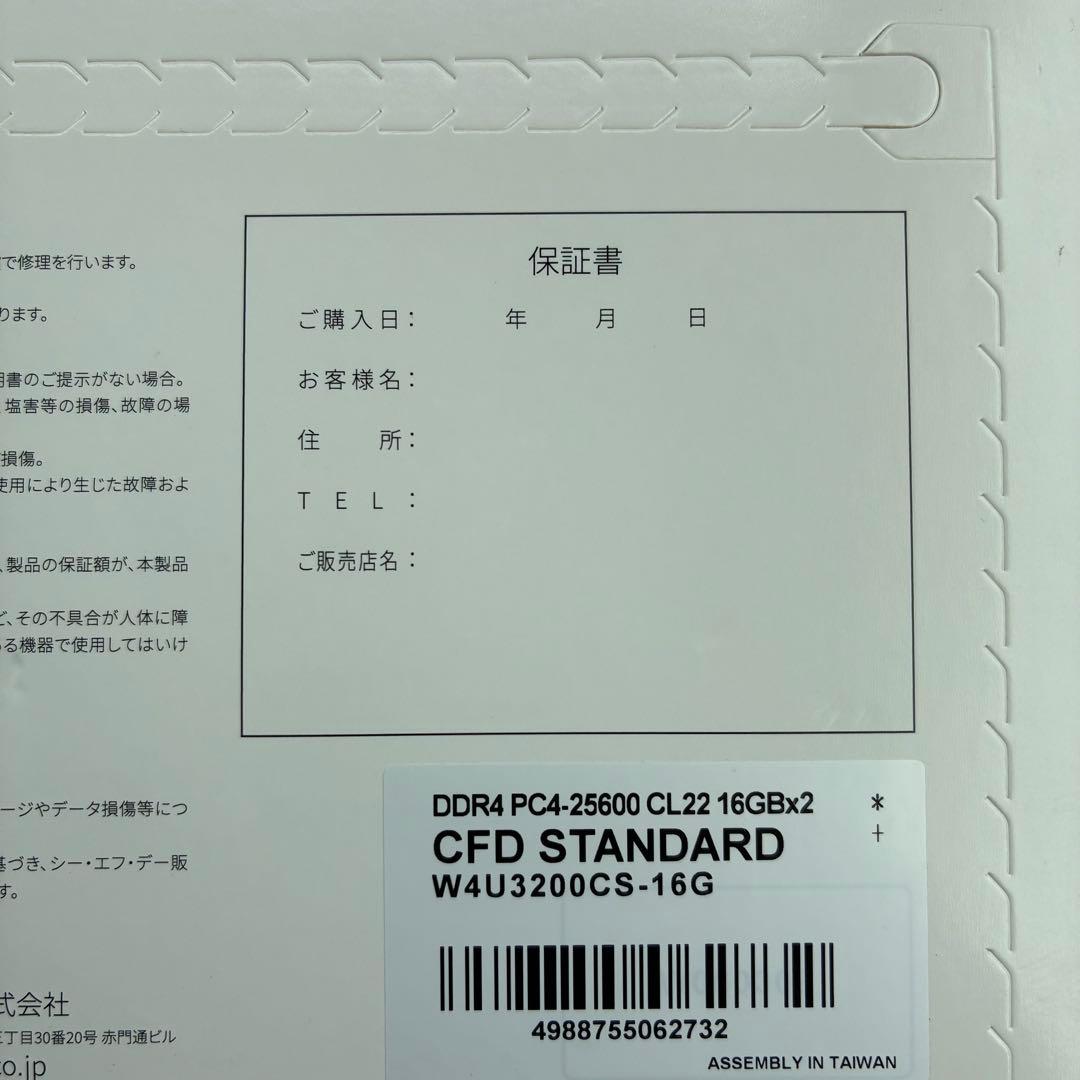 で修理を行います。
ります。
書のご提示がない場合。
塩害等の損傷、故障の場
損傷。
使用により生じた故障およ
、製品の保証額が、本製品
、その不具合が人体に障
る機器で使用してはいけ
ージやデータ損傷等につ
基づき、シー・エフ・デー販
す。
式会社
丁目30番20号 赤門通ビル
co.jp
保証書
ご購入日： 年 月 日
お客様名：
住 所：
T E L ：
ご販売店名：
DDR4 PC4-25600 CL22 16GBx2 *
CFD STANDARD +
W4U3200CS-16G
4988755062732
ASSEMBLY IN TAIWAN